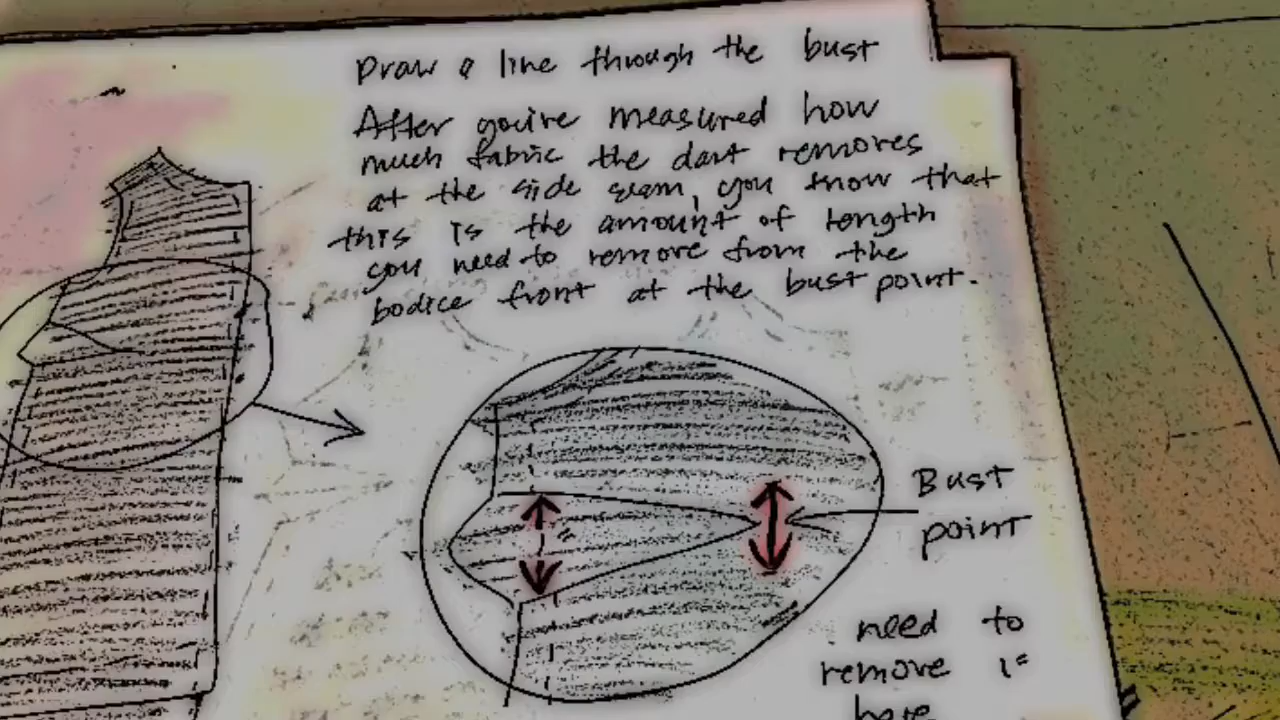 Draw a line through the bust
After you've measured how
much fabric the dart removes
at the side seam, you know that
this is the amount of length
you need to remove from the
bodice front at the bust point.
Bust
point
need to
remove 1"
here